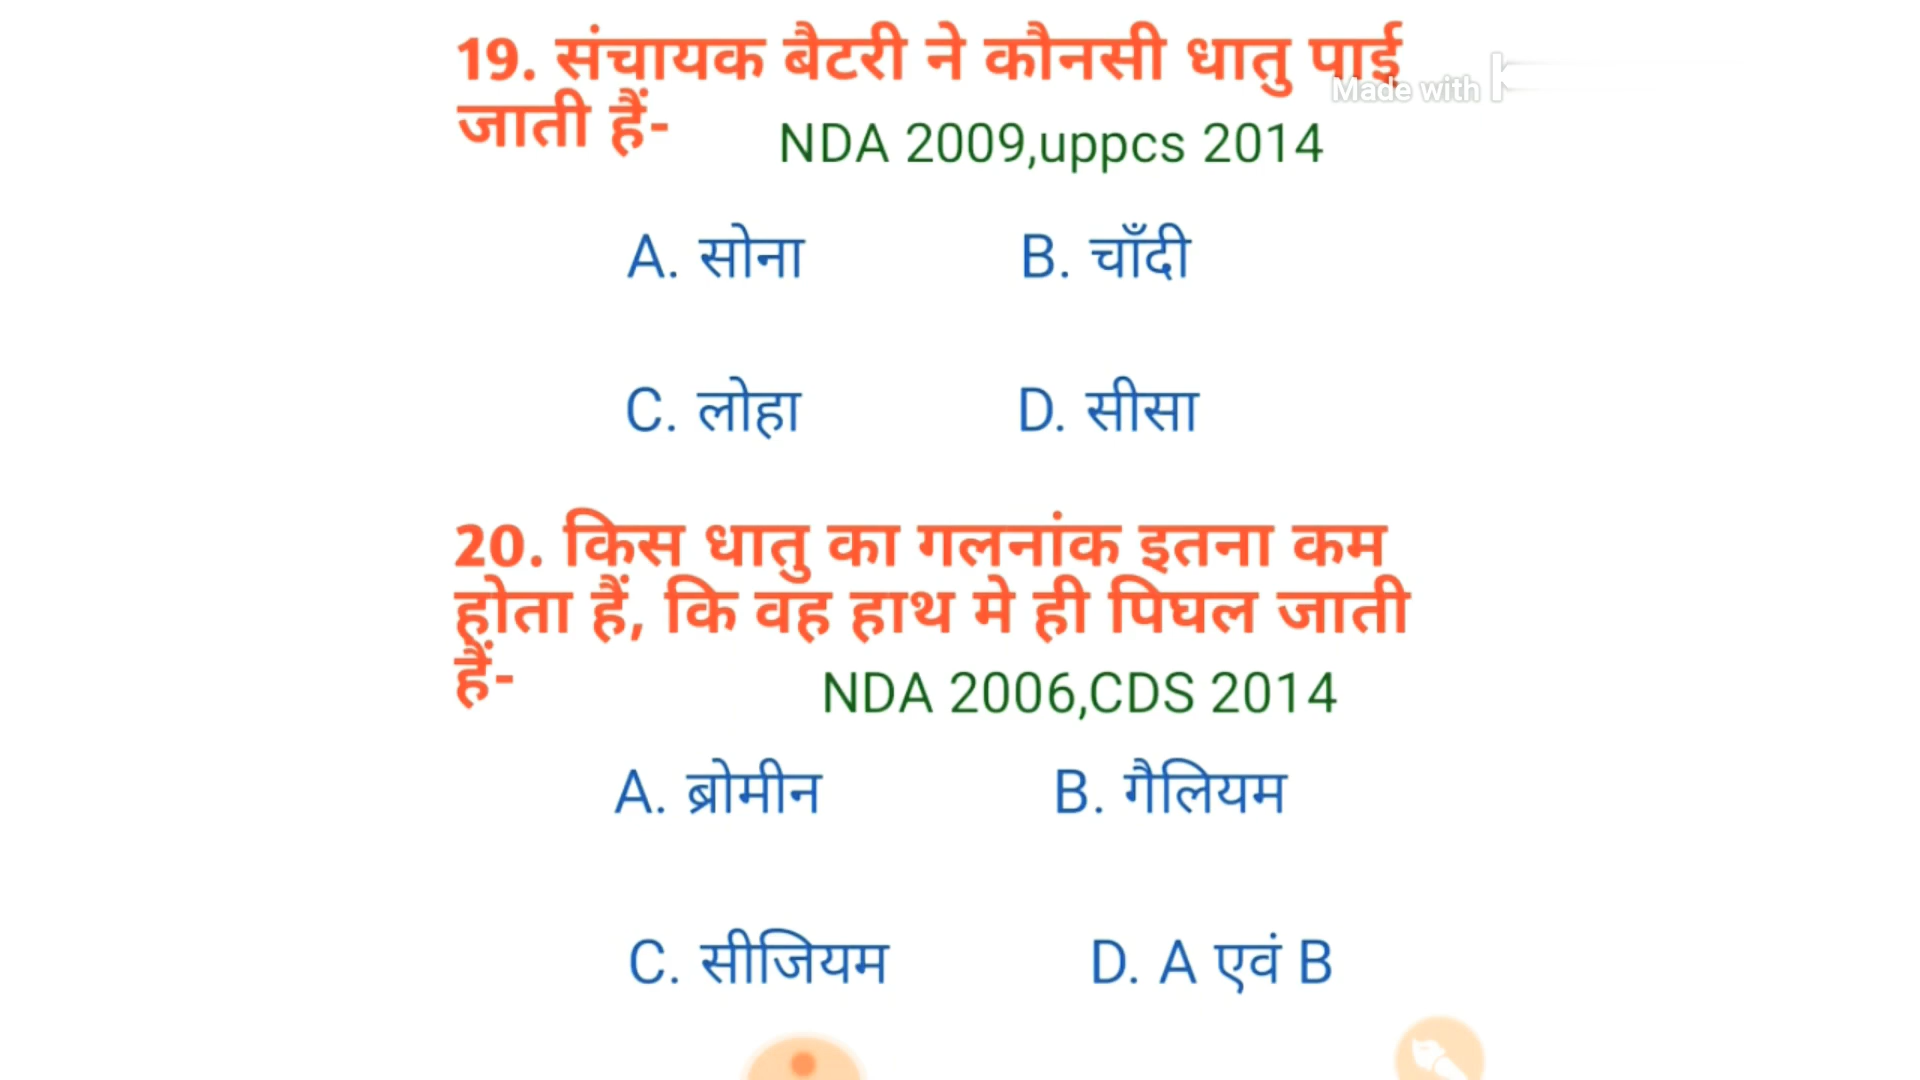 19. संचायक बैटरी ने कौनसी धातु पाई
जाती हैं-
NDA 2009,uppcs 2014
Made with
A. सोना B. चाँदी
C. लोहा D. सीसा
20. किस धातु का गलनांक इतना कम
होता हैं, कि वह हाथ मे ही पिघल जाती
हैं-
NDA 2006,CDS 2014
A. ब्रोमीन B. गैलियम
C. सीजियम D. A एवं B